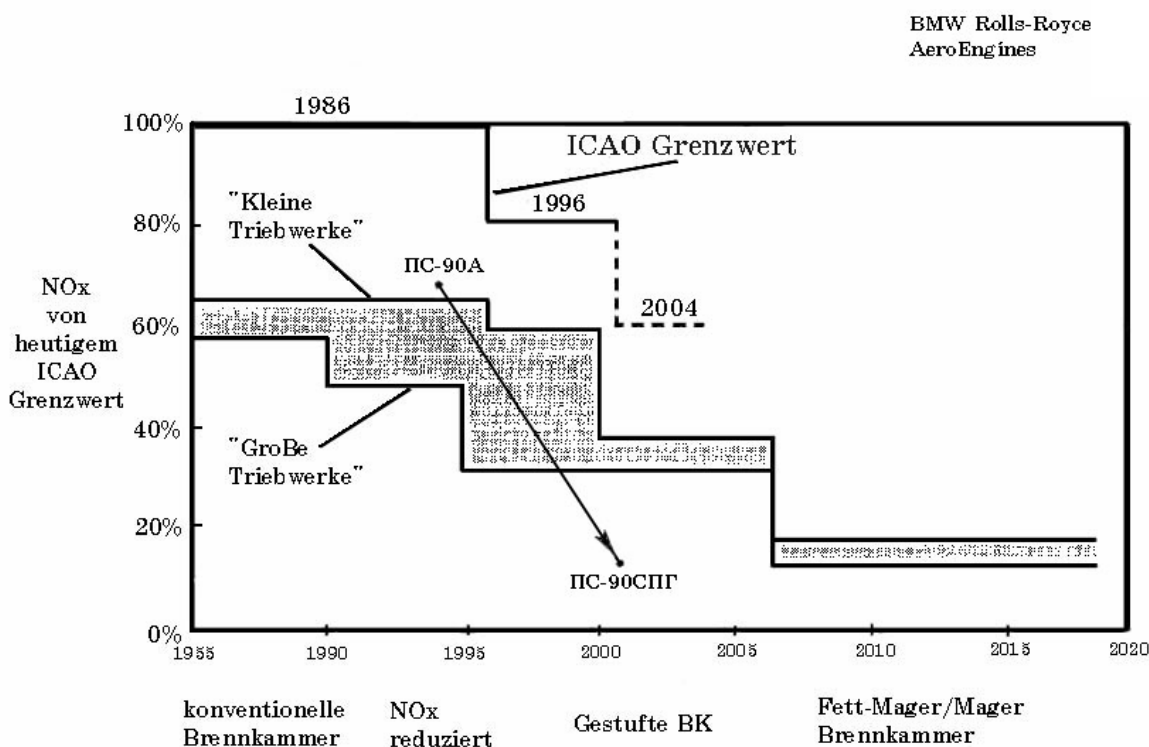 BMW Rolls-Royce
AeroEngines
1986
100%
ICAO Grenzwert
"Kleine
Triebwerke"
80%
1996
ПС-90А
NOx
von
heutigem
ICAO
Grenzwert
60%
2004
40%
"GroBe
Triebwerke"
20%
ПС-90СПГ
0%
1955
1990
1995
2000
2005
2010
2015
2020
konventionelle
Brennkammer
NOx
reduziert
Gestufte BK
Fett-Mager/Mager
Brennkammer